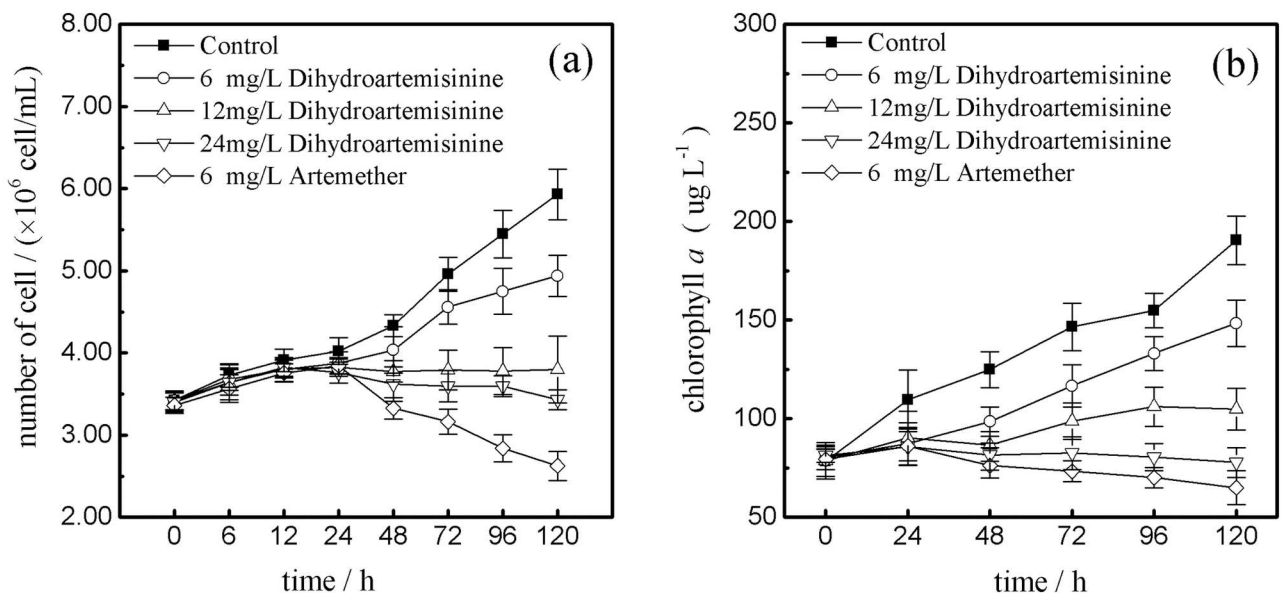 8.00
7.00
6.00
5.00
4.00
3.00
2.00
number of cell / (×10⁶ cell/mL)
Control
6 mg/L Dihydroartemisinine
12mg/L Dihydroartemisinine
24mg/L Dihydroartemisinine
6 mg/L Artemether
(a)
0 6 12 24 48 72 96 120
time / h
300
250
200
150
100
50
chlorophyll a ( ug L⁻¹)
Control
6 mg/L Dihydroartemisinine
12mg/L Dihydroartemisinine
24mg/L Dihydroartemisinine
6 mg/L Artemether
(b)
0 24 48 72 96 120
time / h